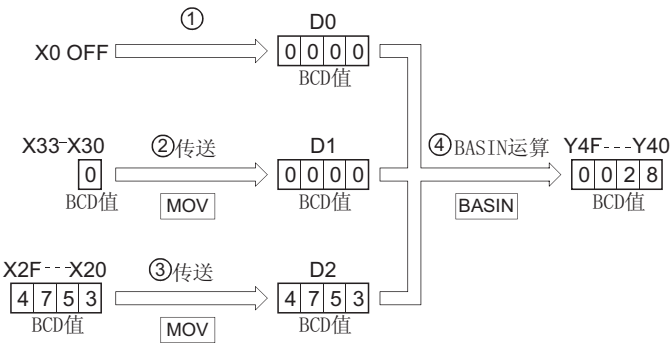 ①
X0 OFF
D0
0 0 0 0
BCD值
X33-X30
0
BCD值
②传送
MOV
D1
0 0 0 0
BCD值
④BASIN运算
BASIN
Y4F---Y40
0 0 2 8
BCD值
X2F---X20
4 7 5 3
BCD值
③传送
MOV
D2
4 7 5 3
BCD值